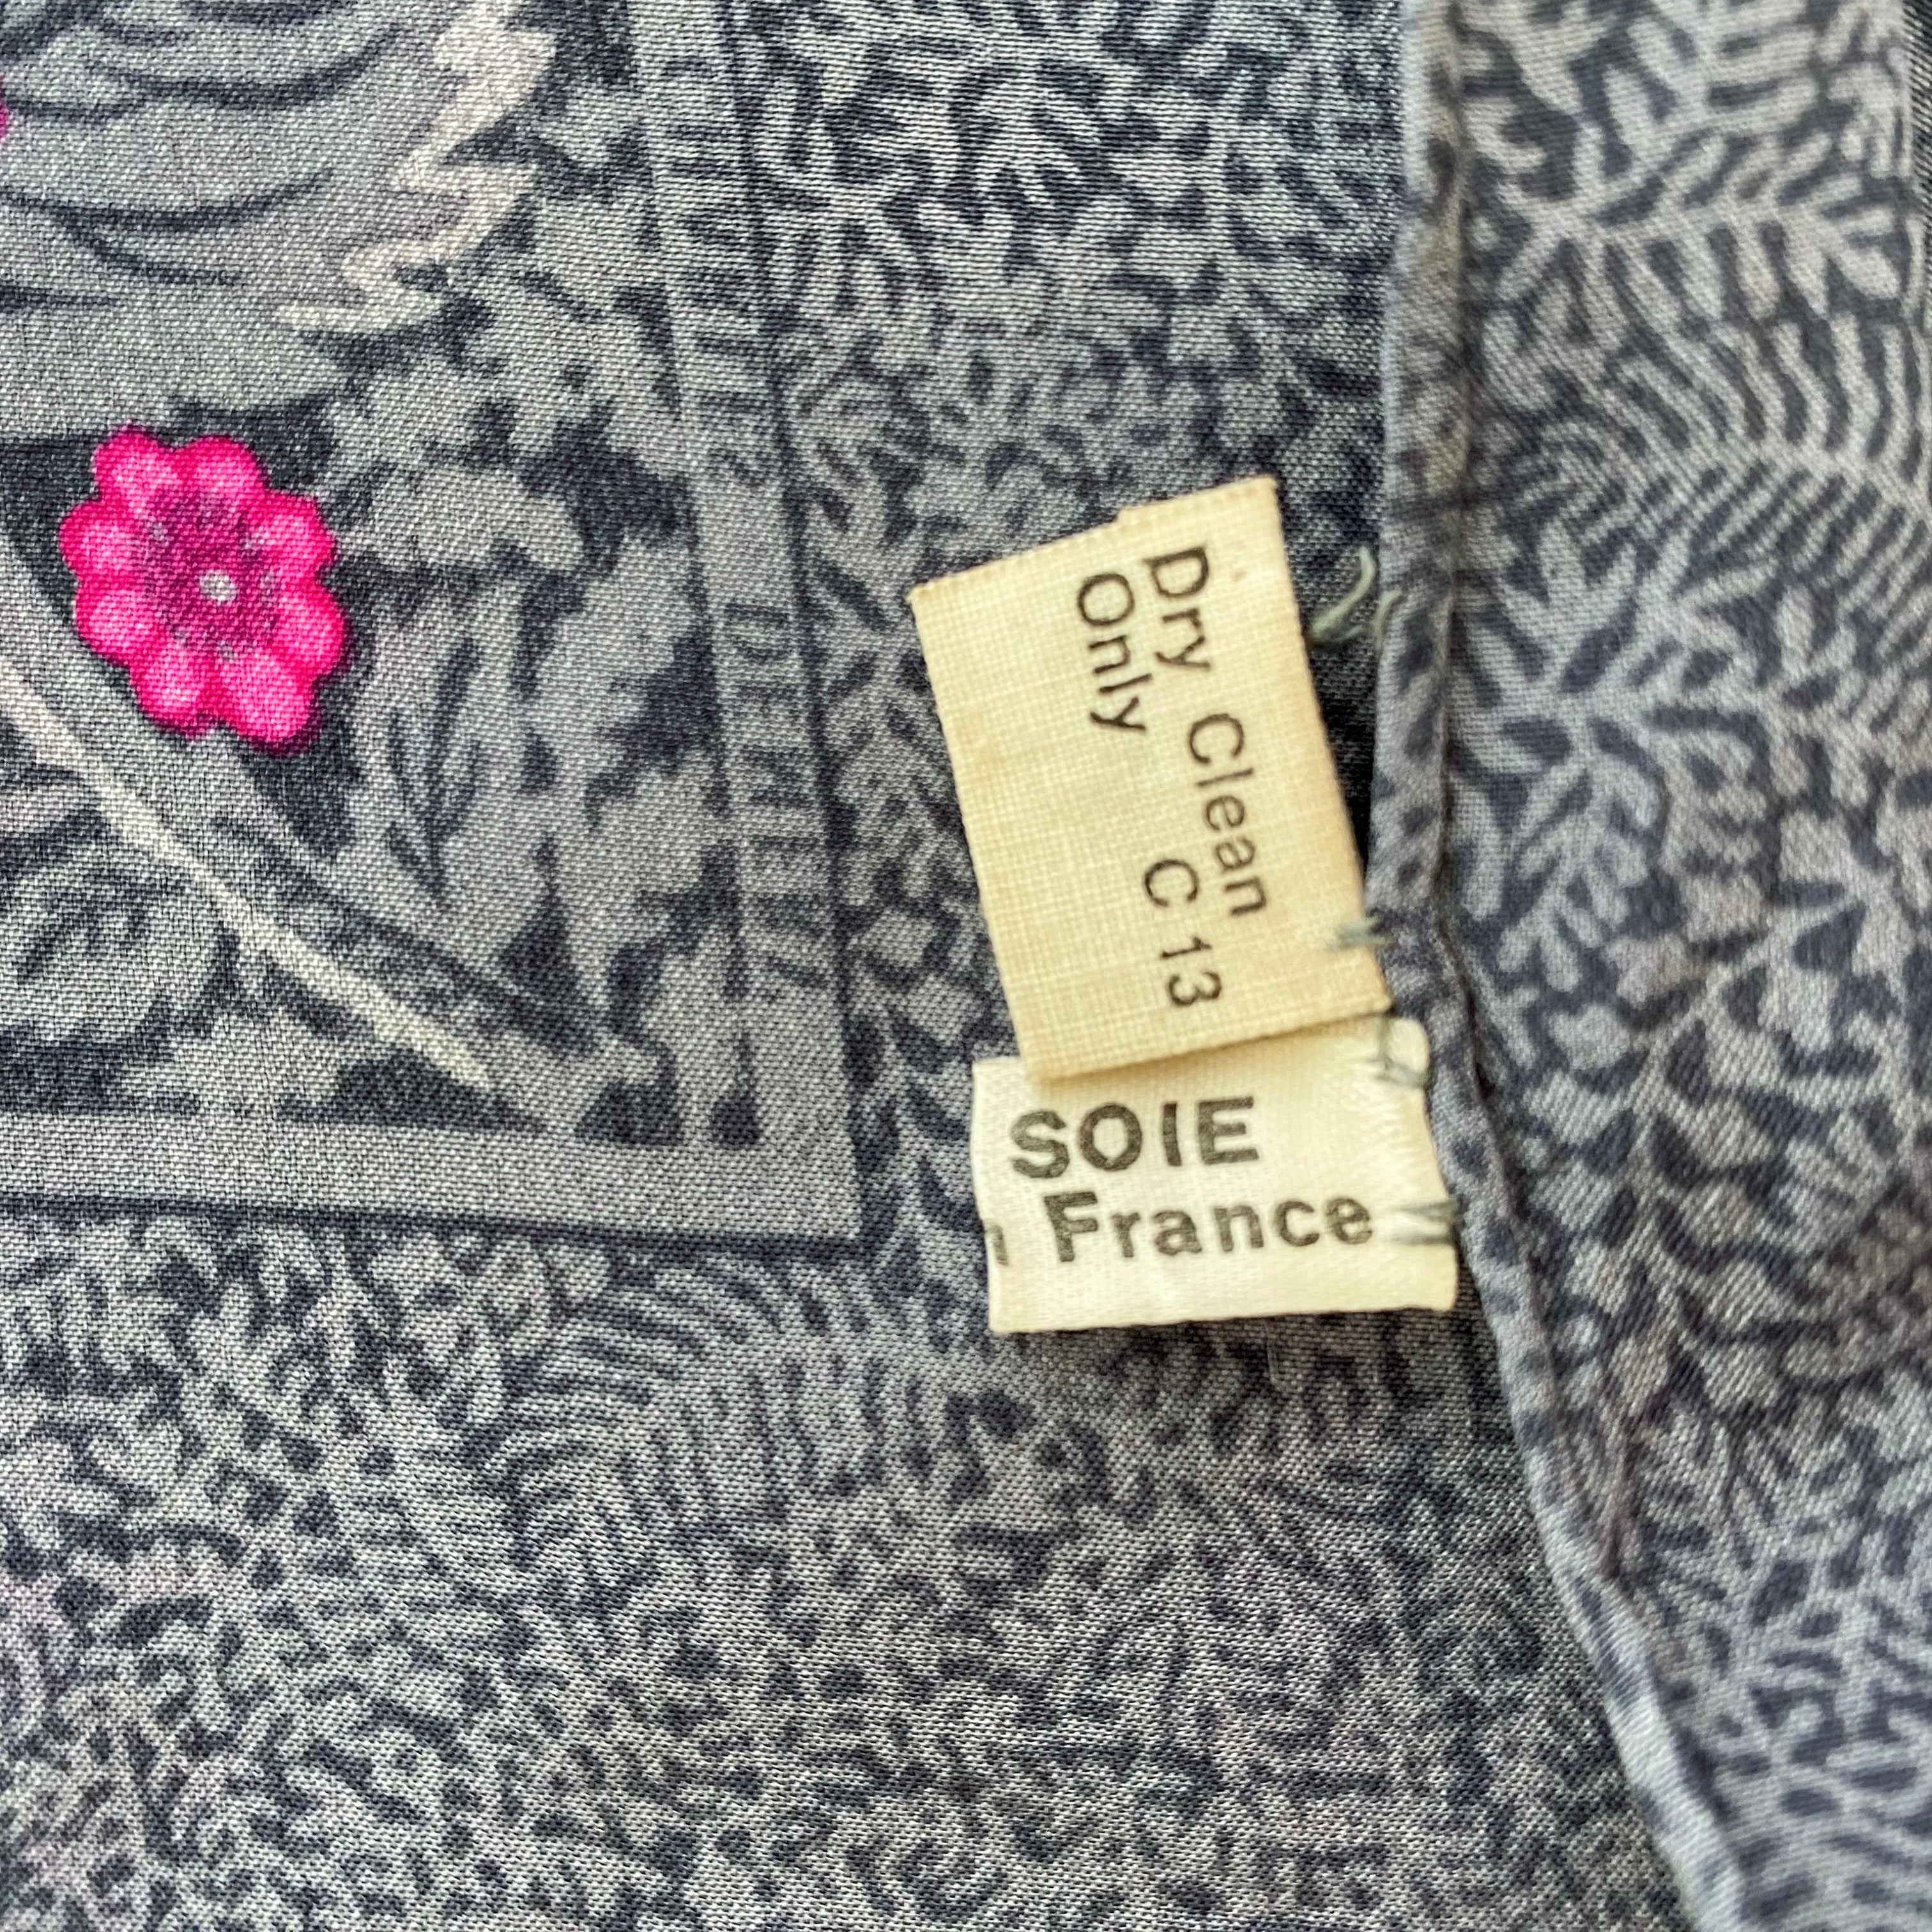 Dry Clean
Only C 13
SOIE
France